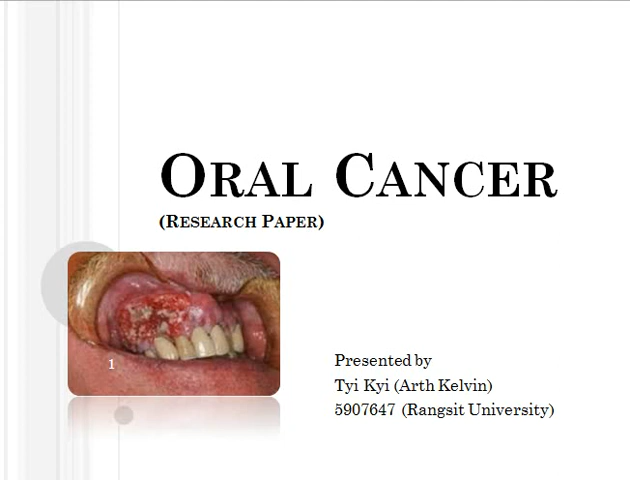 ORAL CANCER
(RESEARCH PAPER)
1
Presented by
Tyi Kyi (Arth Kelvin)
5907647 (Rangsit University)